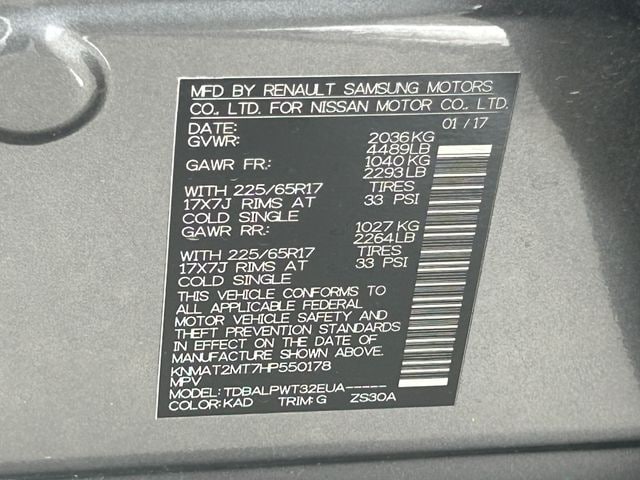 MFD BY RENAULT SAMSUNG MOTORS
CO., LTD. FOR NISSAN MOTOR CO., LTD.
DATE: 01/17
GVWR: 2036KG
4489LB
GAWR FR: 1040KG
2293LB
WITH 225/65R17 TIRES
17X7J RIMS AT 33 PSI
COLD SINGLE
GAWR RR: 1027KG
2264LB
WITH 225/65R17 TIRES
17X7J RIMS AT 33 PSI
COLD SINGLE
THIS VEHICLE CONFORMS TO
ALL APPLICABLE FEDERAL
MOTOR VEHICLE SAFETY AND
THEFT PREVENTION STANDARDS
IN EFFECT ON THE DATE OF
MANUFACTURE SHOWN ABOVE.
KNMAT2MT7HP550178
MPV
MODEL: TDBALPWT32EUA-----
COLOR: KAD TRIM: G ZS30A